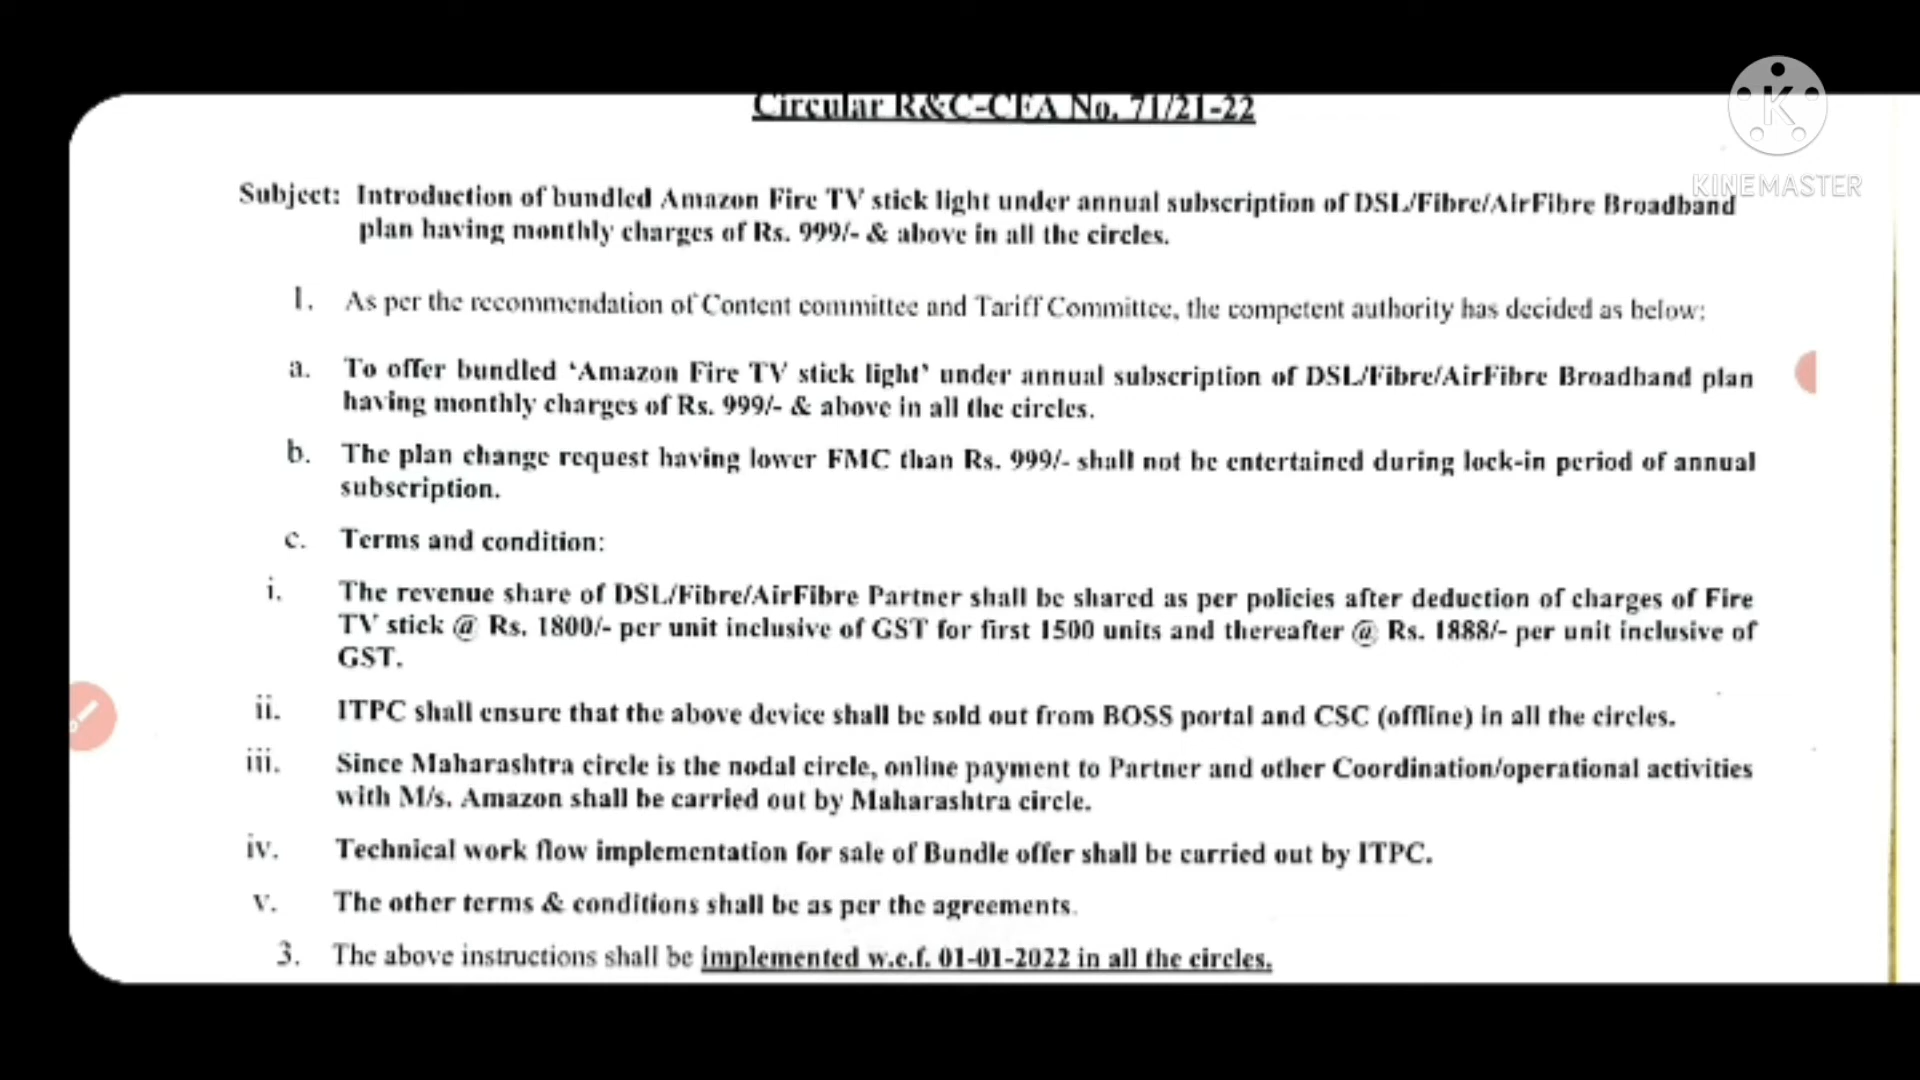 Circular R&C-CFA No. 71/21-22
KINEMASTER
Subject: Introduction of bundled Amazon Fire TV stick light under annual subscription of DSL/Fibre/AirFibre Broadband
plan having monthly charges of Rs. 999/- & above in all the circles.
1. As per the recommendation of Content committee and Tariff Committee, the competent authority has decided as below:
a. To offer bundled ‘Amazon Fire TV stick light’ under annual subscription of DSL/Fibre/AirFibre Broadband plan
having monthly charges of Rs. 999/- & above in all the circles.
b. The plan change request having lower FMC than Rs. 999/- shall not be entertained during lock-in period of annual
subscription.
c. Terms and condition:
i. The revenue share of DSL/Fibre/AirFibre Partner shall be shared as per policies after deduction of charges of Fire
TV stick @ Rs. 1800/- per unit inclusive of GST for first 1500 units and thereafter @ Rs. 1888/- per unit inclusive of
GST.
ii. ITPC shall ensure that the above device shall be sold out from BOSS portal and CSC (offline) in all the circles.
iii. Since Maharashtra circle is the nodal circle, online payment to Partner and other Coordination/operational activities
with M/s. Amazon shall be carried out by Maharashtra circle.
iv. Technical work flow implementation for sale of Bundle offer shall be carried out by ITPC.
v. The other terms & conditions shall be as per the agreements.
3. The above instructions shall be implemented w.e.f. 01-01-2022 in all the circles.